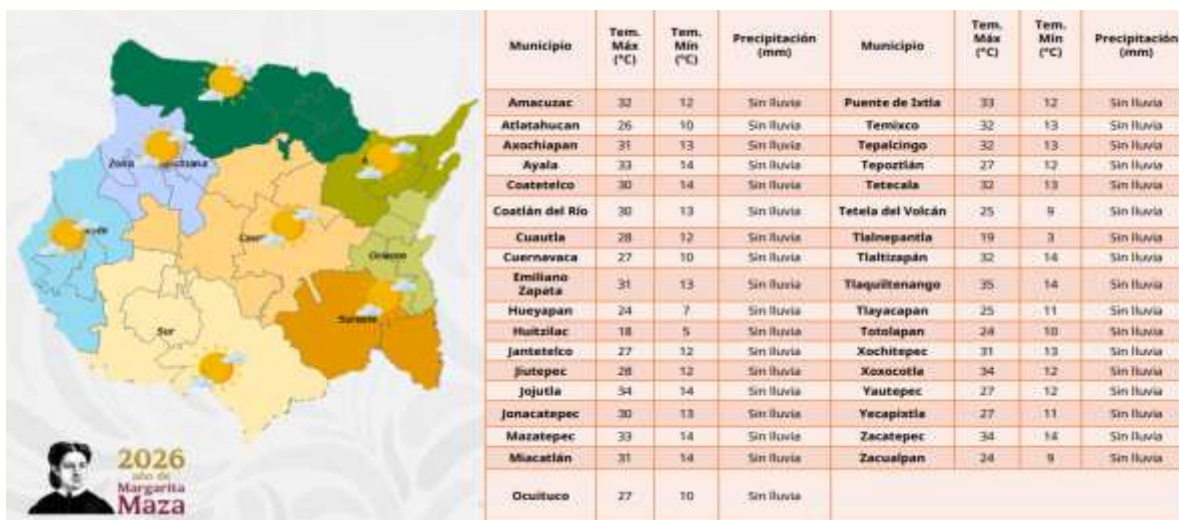 Municipio Tem. Máx (°C) Tem. Mín (°C) Precipitación (mm) Municipio Tem. Máx (°C) Tem. Mín (°C) Precipitación (mm)
Amacuzac 32 12 Sin lluvia Puente de Ixtla 33 12 Sin lluvia
Atlatahucan 26 10 Sin lluvia Temixco 32 13 Sin lluvia
Axochiapan 31 13 Sin lluvia Tepalcingo 32 13 Sin lluvia
Ayala 33 14 Sin lluvia Tepoztlán 27 12 Sin lluvia
Coatetelco 30 14 Sin lluvia Tetecala 32 13 Sin lluvia
Coatlán del Río 30 13 Sin lluvia Tetela del Volcán 25 9 Sin lluvia
Cuautla 28 12 Sin lluvia Tlalnepantla 19 3 Sin lluvia
Cuernavaca 27 10 Sin lluvia Tlaltizapán 32 14 Sin lluvia
Emiliano Zapata 31 13 Sin lluvia Tlaquiltenango 35 14 Sin lluvia
Hueyapan 24 7 Sin lluvia Tlayacapan 25 11 Sin lluvia
Huitzilac 18 5 Sin lluvia Totolapan 24 10 Sin lluvia
Jantetelco 27 12 Sin lluvia Xochitepec 31 13 Sin lluvia
Jiutepec 28 12 Sin lluvia Xoxocotla 34 12 Sin lluvia
Jojutla 34 14 Sin lluvia Yautepec 27 12 Sin lluvia
Jonacatepec 30 13 Sin lluvia Yecapixtla 27 11 Sin lluvia
Mazatepec 33 14 Sin lluvia Zacatepec 34 14 Sin lluvia
Miacatlán 31 14 Sin lluvia Zacualpan 24 9 Sin lluvia
Ocuituco 27 10 Sin lluvia
Zona
Oriente
Sureste
Sur
2026
año de
Margarita
Maza